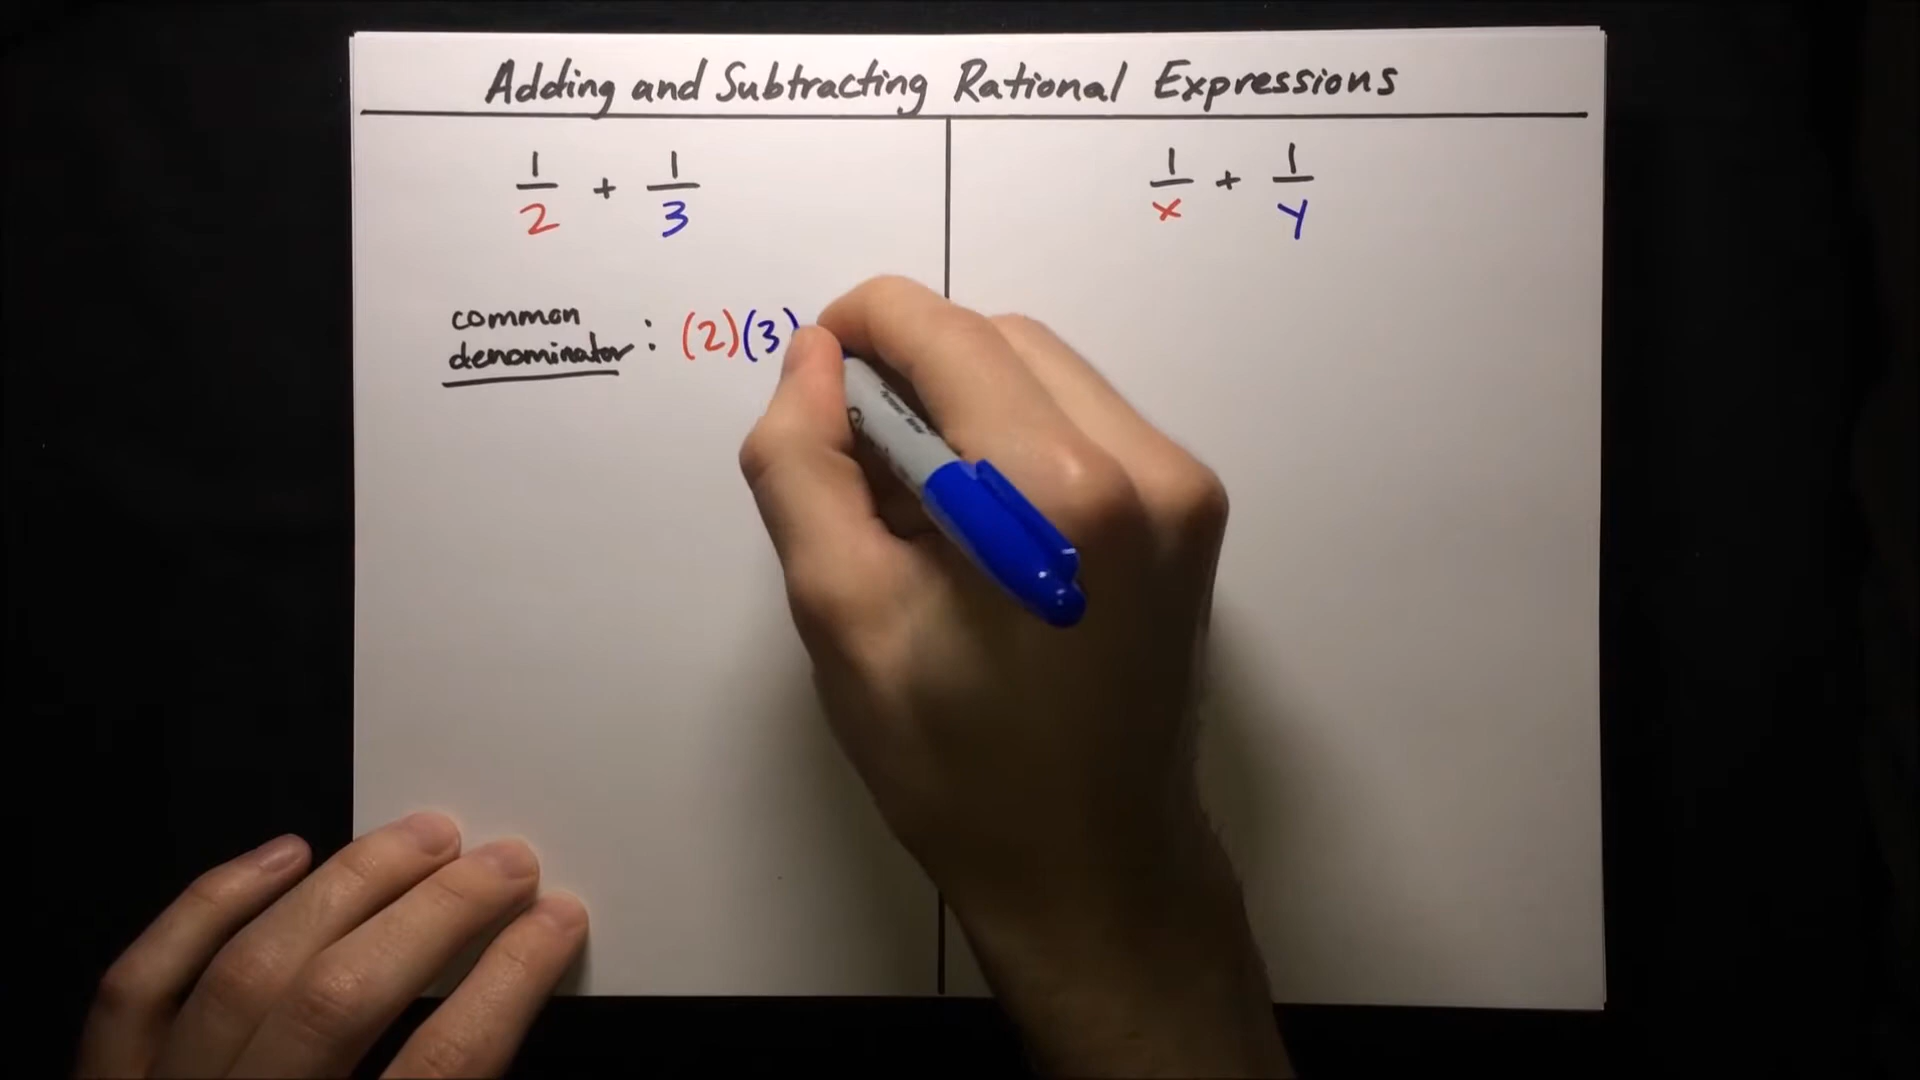 Adding and Subtracting Rational Expressions
1/2 + 1/3
1/x + 1/y
common
denominator : (2)(3)